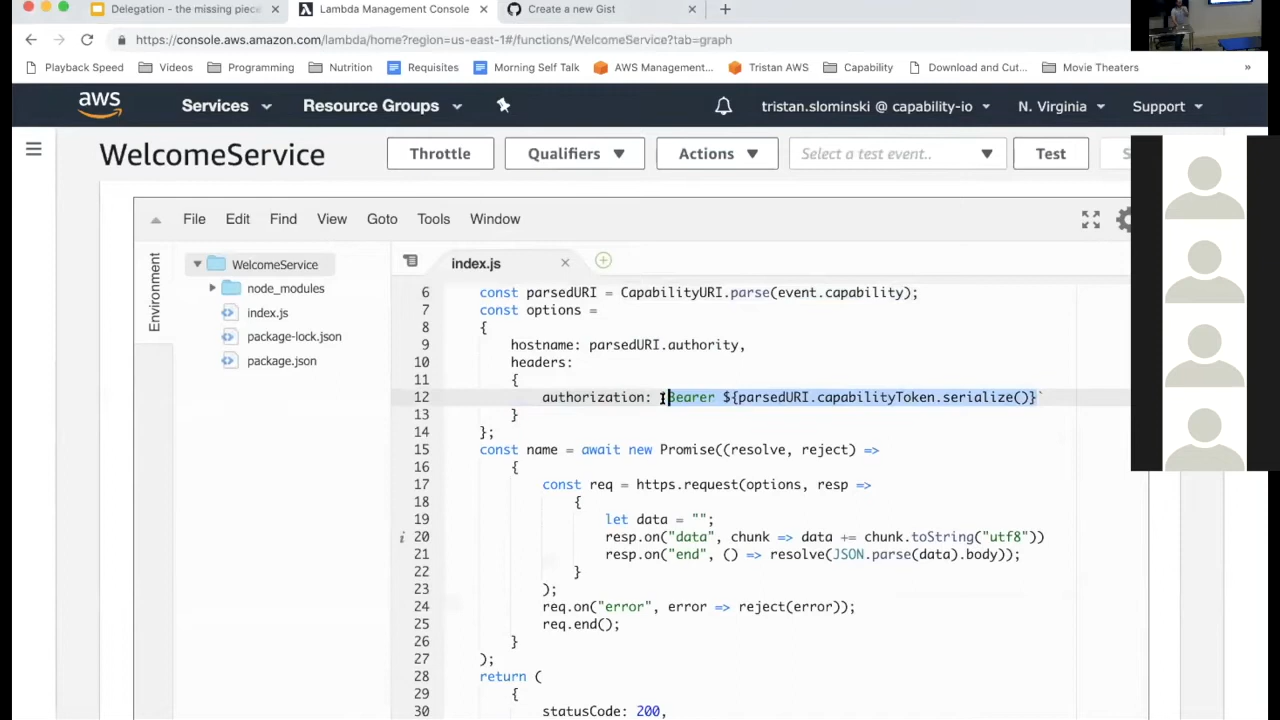 Delegation - the missing piec
Lambda Management Console
Create a new Gist
https://console.aws.amazon.com/lambda/home?region=us-east-1#/functions/WelcomeService?tab=graph
Playback Speed Videos Programming Nutrition Requisites Morning Self Talk AWS Management... Tristan AWS Capability Download and Cut... Movie Theaters »
aws Services Resource Groups tristan.slominski @ capability-io N. Virginia Support
WelcomeService Throttle Qualifiers Actions Select a test event.. Test S
File Edit Find View Goto Tools Window
Environment
WelcomeService
node_modules
index.js
package-lock.json
package.json
index.js
6 const parsedURI = CapabilityURI.parse(event.capability);
7 const options =
8 {
9 hostname: parsedURI.authority,
10 headers:
11 {
12 authorization: `Bearer ${parsedURI.capabilityToken.serialize()}`
13 }
14 };
15 const name = await new Promise((resolve, reject) =>
16 {
17 const req = https.request(options, resp =>
18 {
19 let data = "";
20 resp.on("data", chunk => data += chunk.toString("utf8"))
21 resp.on("end", () => resolve(JSON.parse(data).body));
22 }
23 );
24 req.on("error", error => reject(error));
25 req.end();
26 }
27 );
28 return (
29 {
30 statusCode: 200,